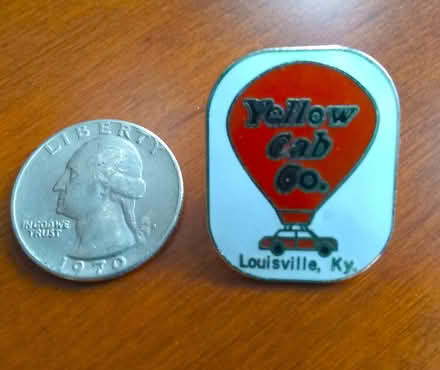 LIBERTY
IN GOD WE
TRUST
1970
Yellow
Cab
Co.
Louisville, Ky.